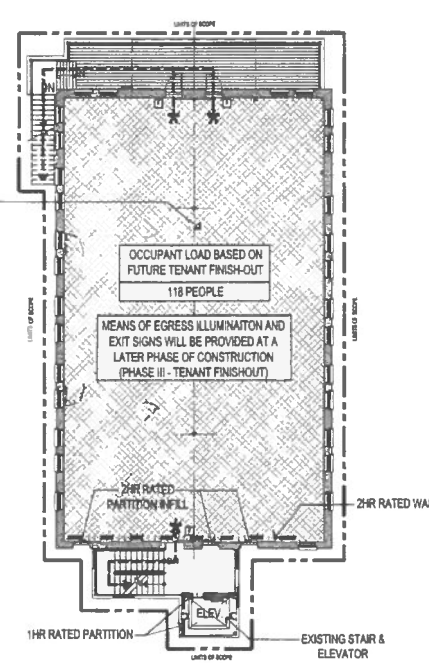 LIMITS OF SCOPE
DN
OCCUPANT LOAD BASED ON
FUTURE TENANT FINISH-OUT
118 PEOPLE
LIMITS OF SCOPE
LIMITS OF SCOPE
MEANS OF EGRESS ILLUMINAITON AND
EXIT SIGNS WILL BE PROVIDED AT A
LATER PHASE OF CONSTRUCTION
(PHASE III - TENANT FINISHOUT)
2HR RATED
PARTITION INFILL
2HR RATED WA
ELEV.
1HR RATED PARTITION
EXISTING STAIR &
ELEVATOR
LIMITS OF SCOPE